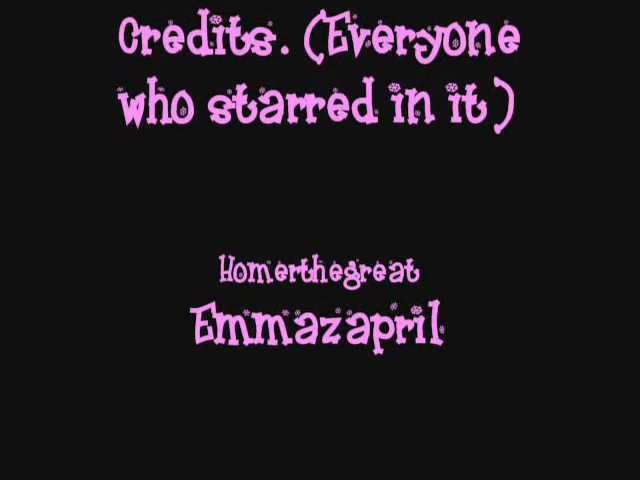 Credits. (Everyone
who starred in it)
Homerthegreat
Emmazapril